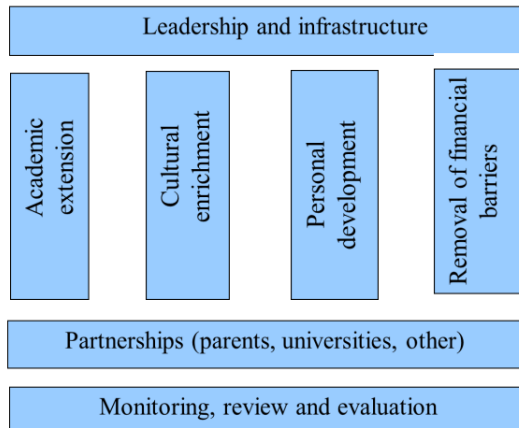 Leadership and infrastructure
Academic
extension
Cultural
enrichment
Personal
development
Removal of financial
barriers
Partnerships (parents, universities, other)
Monitoring, review and evaluation